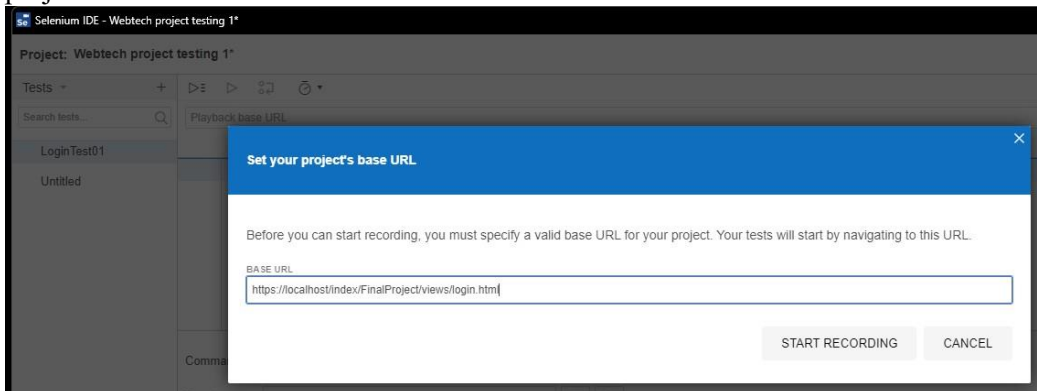 Se Selenium IDE - Webtech project testing 1*
Project: Webtech project testing 1*
Tests
Search tests...
Playback base URL
LoginTest01
Untitled
Set your project's base URL
Before you can start recording, you must specify a valid base URL for your project. Your tests will start by navigating to this URL.
BASE URL
https://localhost/index/FinalProject/views/login.html
START RECORDING CANCEL